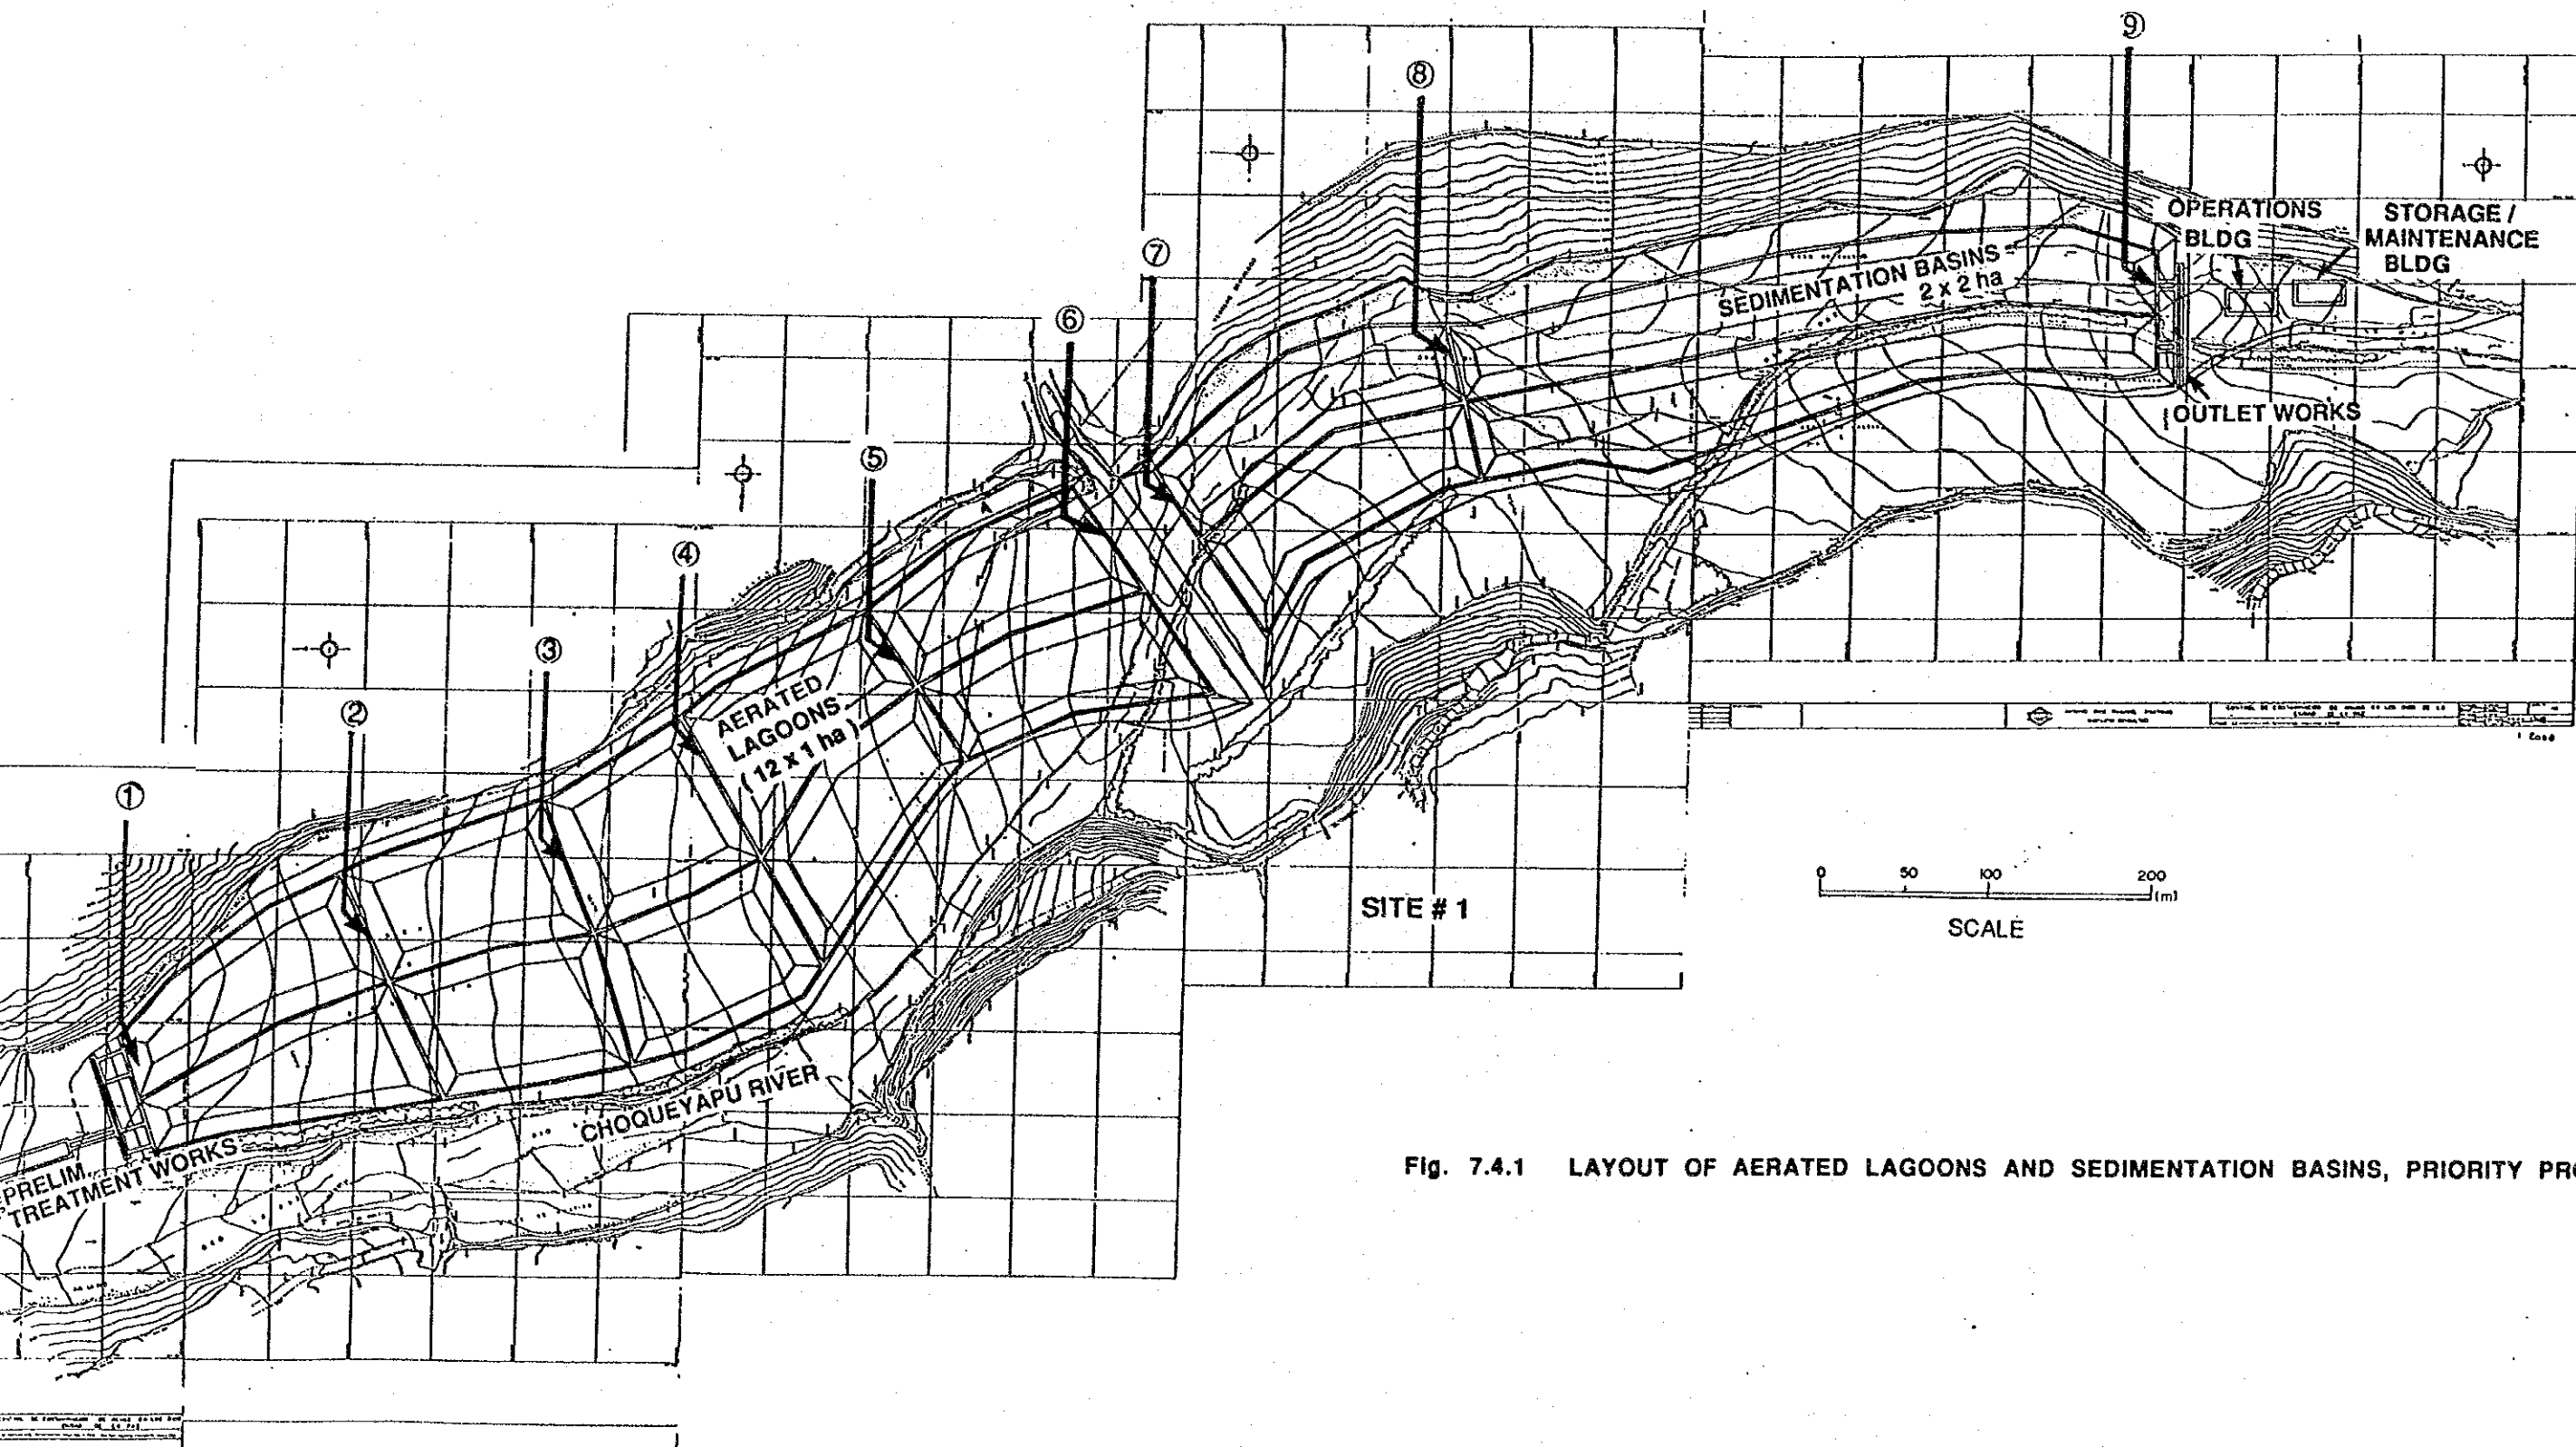 ⑨
⑧
OPERATIONS
BLDG
STORAGE /
MAINTENANCE
BLDG
⑦
SEDIMENTATION BASINS
2 x 2 ha
⑥
OUTLET WORKS
⑤
④
③
AERATED
LAGOONS
( 12 x 1 ha )
②
①
0 50 100 200
(m)
SCALE
SITE # 1
CHOQUEYAPU RIVER
PRELIM.
TREATMENT WORKS
Fig. 7.4.1 LAYOUT OF AERATED LAGOONS AND SEDIMENTATION BASINS, PRIORITY